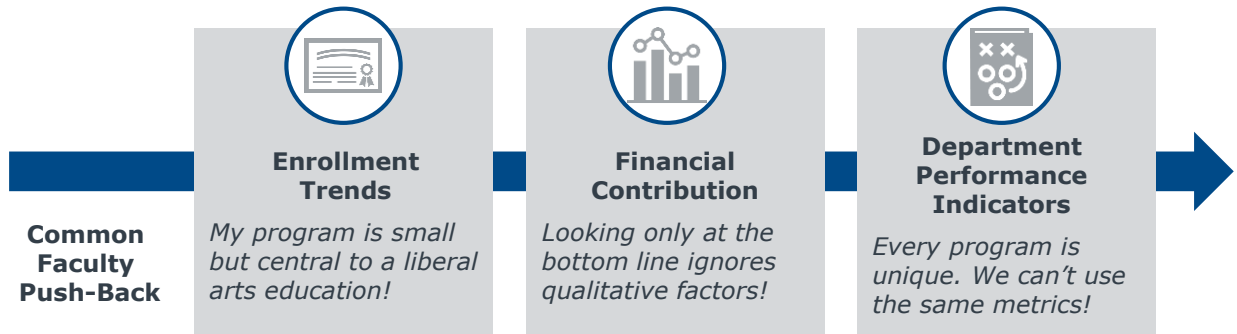 Enrollment
Trends
My program is small
but central to a liberal
arts education!
Financial
Contribution
Looking only at the
bottom line ignores
qualitative factors!
Department
Performance
Indicators
Every program is
unique. We can’t use
the same metrics!
Common
Faculty
Push-Back